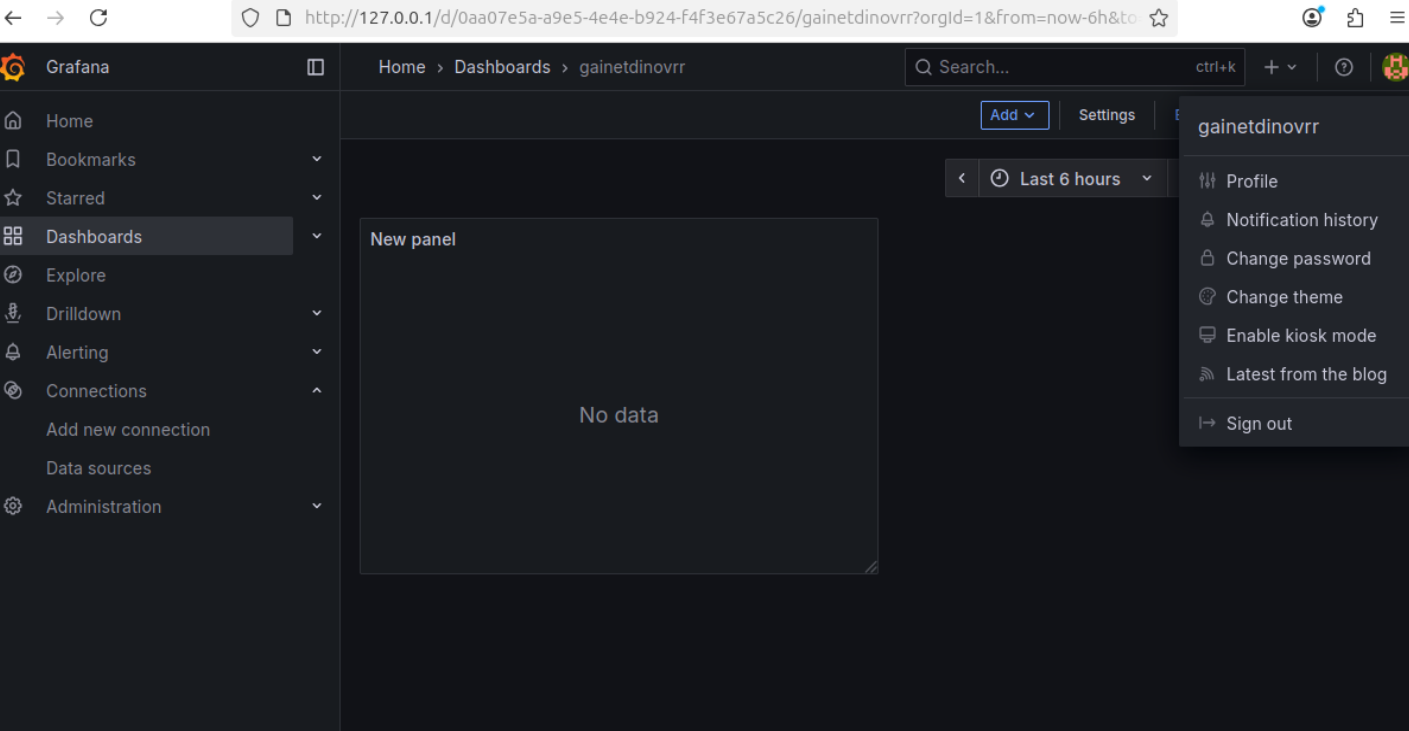 http://127.0.0.1/d/0aa07e5a-a9e5-4e4e-b924-f4f3e67a5c26/gainetdinovrr?orgId=1&from=now-6h&to
Grafana
Home › Dashboards › gainetdinovrr
Search...
ctrl+k
Add
Settings
gainetdinovrr
Profile
Notification history
Change password
Change theme
Enable kiosk mode
Latest from the blog
Sign out
Home
Bookmarks
Starred
Dashboards
Explore
Drilldown
Alerting
Connections
Add new connection
Data sources
Administration
Last 6 hours
New panel
No data